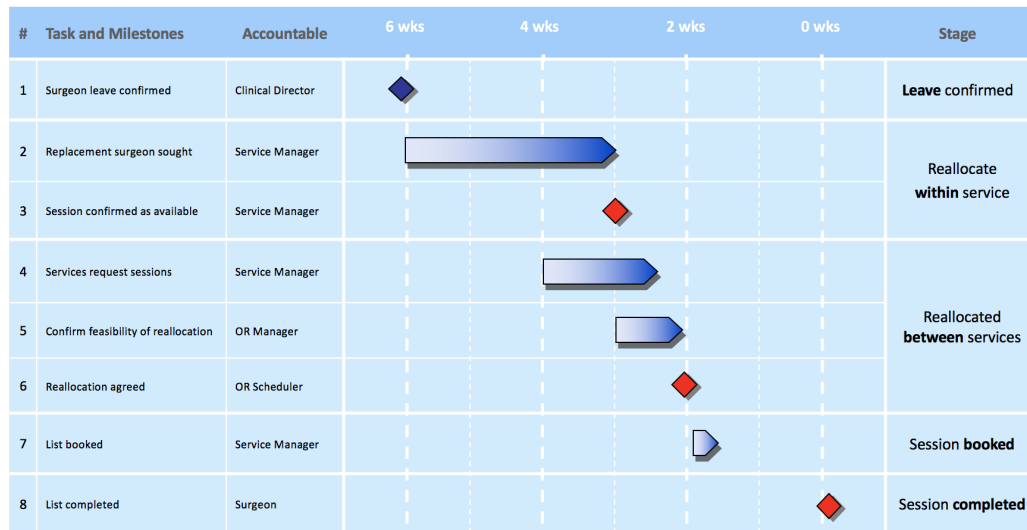 # Task and Milestones Accountable 6 wks 4 wks 2 wks 0 wks Stage
1 Surgeon leave confirmed Clinical Director Leave confirmed
2 Replacement surgeon sought Service Manager
Reallocate
within service
3 Session confirmed as available Service Manager
4 Services request sessions Service Manager
Reallocated
between services
5 Confirm feasibility of reallocation OR Manager
6 Reallocation agreed OR Scheduler
7 List booked Service Manager Session booked
8 List completed Surgeon Session completed